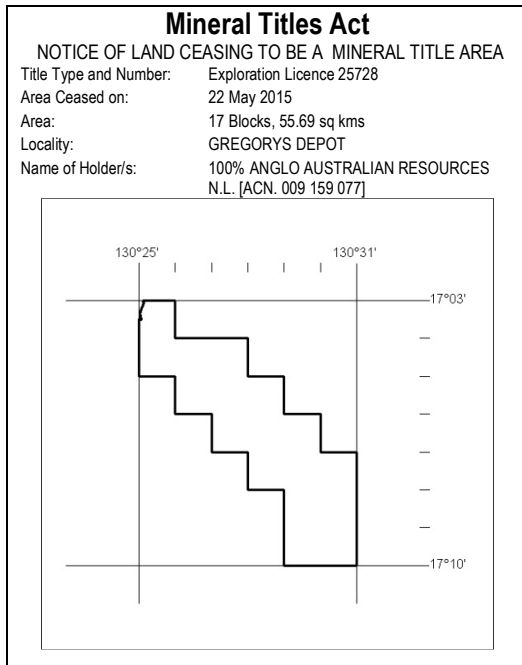 Mineral Titles Act
NOTICE OF LAND CEASING TO BE A MINERAL TITLE AREA
Title Type and Number: Exploration Licence 25728
Area Ceased on: 22 May 2015
Area: 17 Blocks, 55.69 sq kms
Locality: GREGORYS DEPOT
Name of Holder/s: 100% ANGLO AUSTRALIAN RESOURCES
N.L. [ACN. 009 159 077]
130°25' 130°31'
17°03'
17°10'